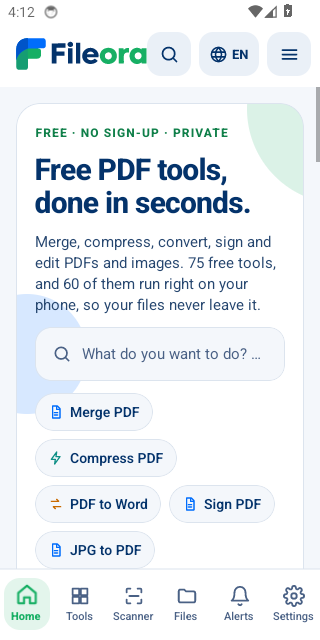 4:12
Fileora
EN
FREE · NO SIGN-UP · PRIVATE
Free PDF tools,
done in seconds.
Merge, compress, convert, sign and
edit PDFs and images. 75 free tools,
and 60 of them run right on your
phone, so your files never leave it.
What do you want to do? …
Merge PDF
Compress PDF
PDF to Word
Sign PDF
JPG to PDF
Home
Tools
Scanner
Files
Alerts
Settings